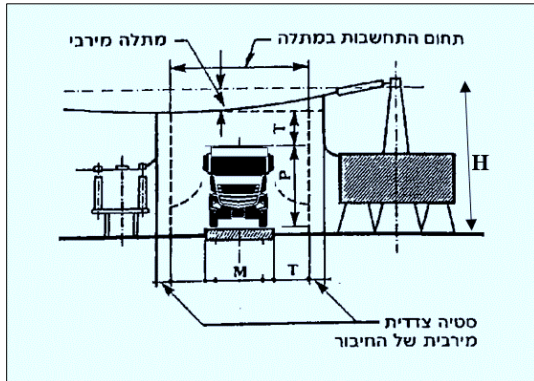 תחום התחשבות במתלה
מתלה מירבי
T
P
H
M
T
סטיה צדדית
מירבית של החיבור